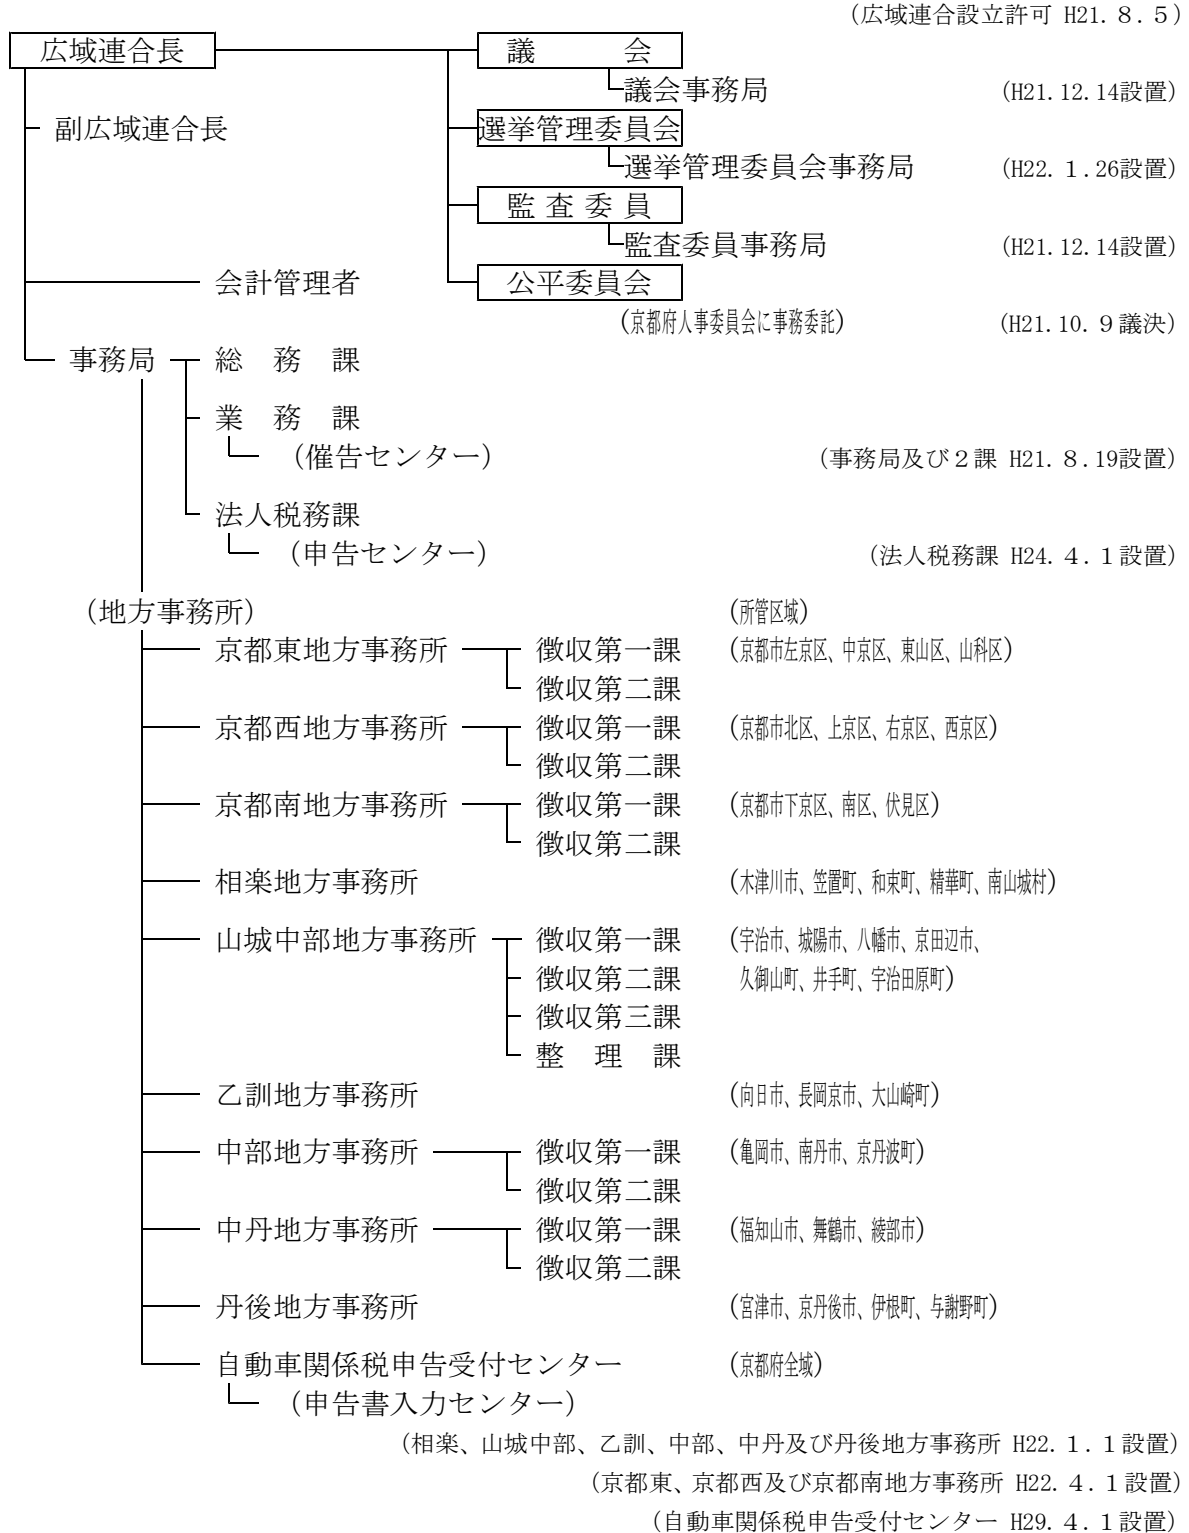 (広域連合設立許可 H21．８．５)
広域連合長 議　　　会
議会事務局 (H21.12.14設置)
副広域連合長 選挙管理委員会
選挙管理委員会事務局 (H22．１.26設置)
監 査 委 員
監査委員事務局 (H21.12.14設置)
会計管理者 公平委員会
(京都府人事委員会に事務委託) (H21.10．９議決)
事務局 総　務　課
業　務　課
(催告センター) (事務局及び２課 H21．８.19設置)
法人税務課
(申告センター) (法人税務課 H24．４．１設置)
(地方事務所) (所管区域)
京都東地方事務所 徴収第一課 (京都市左京区、中京区、東山区、山科区)
徴収第二課
京都西地方事務所 徴収第一課 (京都市北区、上京区、右京区、西京区)
徴収第二課
京都南地方事務所 徴収第一課 (京都市下京区、南区、伏見区)
徴収第二課
相楽地方事務所 (木津川市、笠置町、和束町、精華町、南山城村)
山城中部地方事務所 徴収第一課 (宇治市、城陽市、八幡市、京田辺市、
徴収第二課 久御山町、井手町、宇治田原町)
徴収第三課
整　理　課
乙訓地方事務所 (向日市、長岡京市、大山崎町)
中部地方事務所 徴収第一課 (亀岡市、南丹市、京丹波町)
徴収第二課
中丹地方事務所 徴収第一課 (福知山市、舞鶴市、綾部市)
徴収第二課
丹後地方事務所 (宮津市、京丹後市、伊根町、与謝野町)
自動車関係税申告受付センター (京都府全域)
(申告書入力センター)
(相楽、山城中部、乙訓、中部、中丹及び丹後地方事務所 H22．１．１設置)
(京都東、京都西及び京都南地方事務所 H22．４．１設置)
(自動車関係税申告受付センター H29．４．１設置)